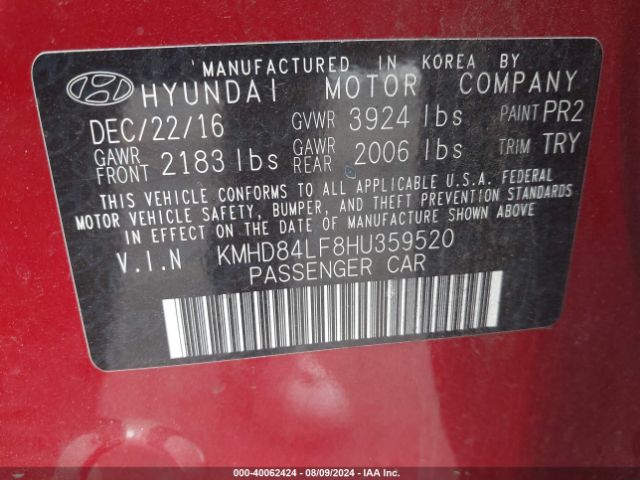 MANUFACTURED IN KOREA BY
HYUNDAI MOTOR COMPANY
DEC/22/16 GVWR 3924 lbs PAINT PR2
GAWR FRONT 2183 lbs GAWR REAR 2006 lbs TRIM TRY
THIS VEHICLE CONFORMS TO ALL APPLICABLE U.S.A. FEDERAL
MOTOR VEHICLE SAFETY, BUMPER, AND THEFT PREVENTION STANDARDS
IN EFFECT ON THE DATE OF MANUFACTURE SHOWN ABOVE
V.I.N KMHD84LF8HU359520
PASSENGER CAR
000-40062424 - 08/09/2024 - IAA Inc.